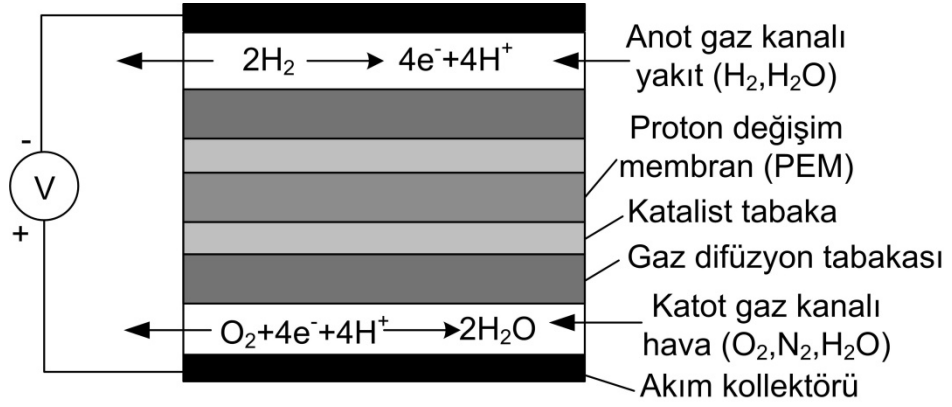 2H₂ → 4e⁻+4H⁺
Anot gaz kanalı
yakıt (H₂,H₂O)
Proton değişim
membran (PEM)
-
V
+
Katalist tabaka
Gaz difüzyon tabakası
O₂+4e⁻+4H⁺ → 2H₂O
Katot gaz kanalı
hava (O₂,N₂,H₂O)
Akım kollektörü